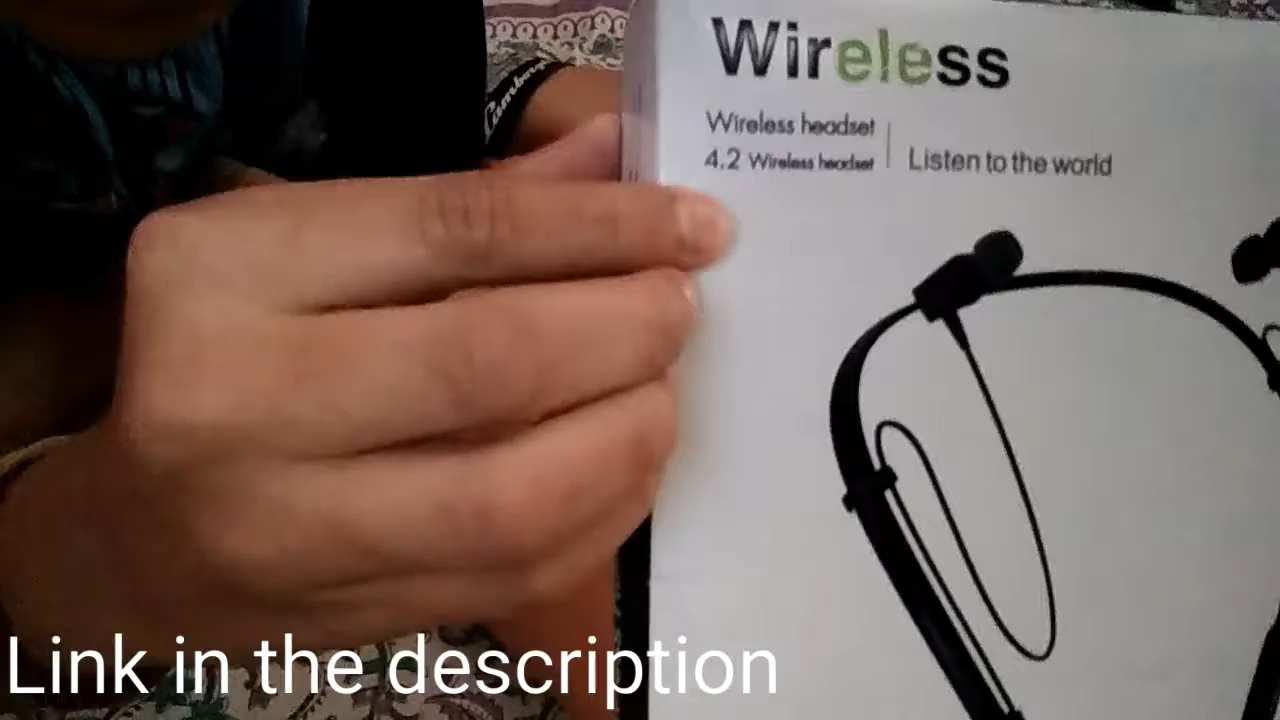 Wireless
Wireless headset
4.2 Wireless headset
Listen to the world
Link in the description